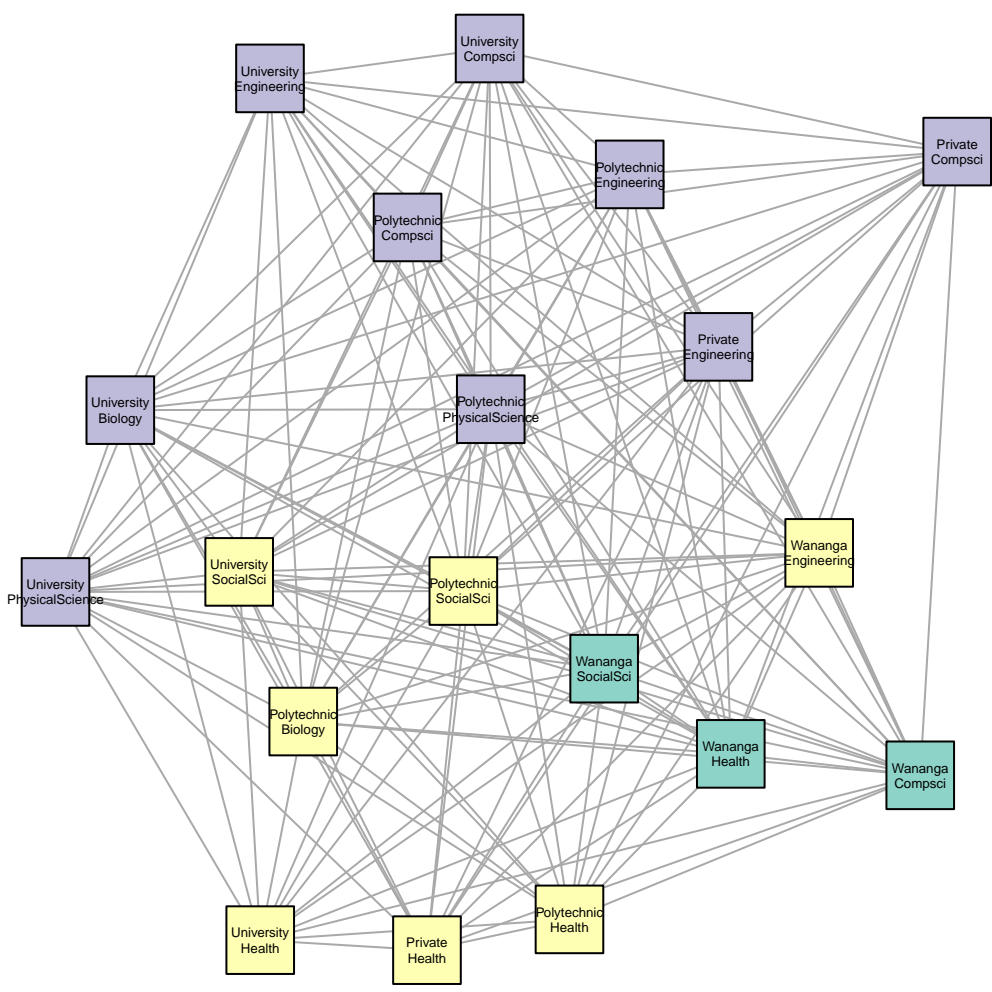 University
Compsci
University
Engineering
Private
Compsci
Polytechnic
Engineering
Polytechnic
Compsci
Private
Engineering
University
Biology
Polytechnic
PhysicalScience
Wananga
Engineering
University
SocialSci
University
PhysicalScience
Polytechnic
SocialSci
Wananga
SocialSci
Polytechnic
Biology
Wananga
Health
Wananga
Compsci
Polytechnic
Health
University
Health
Private
Health